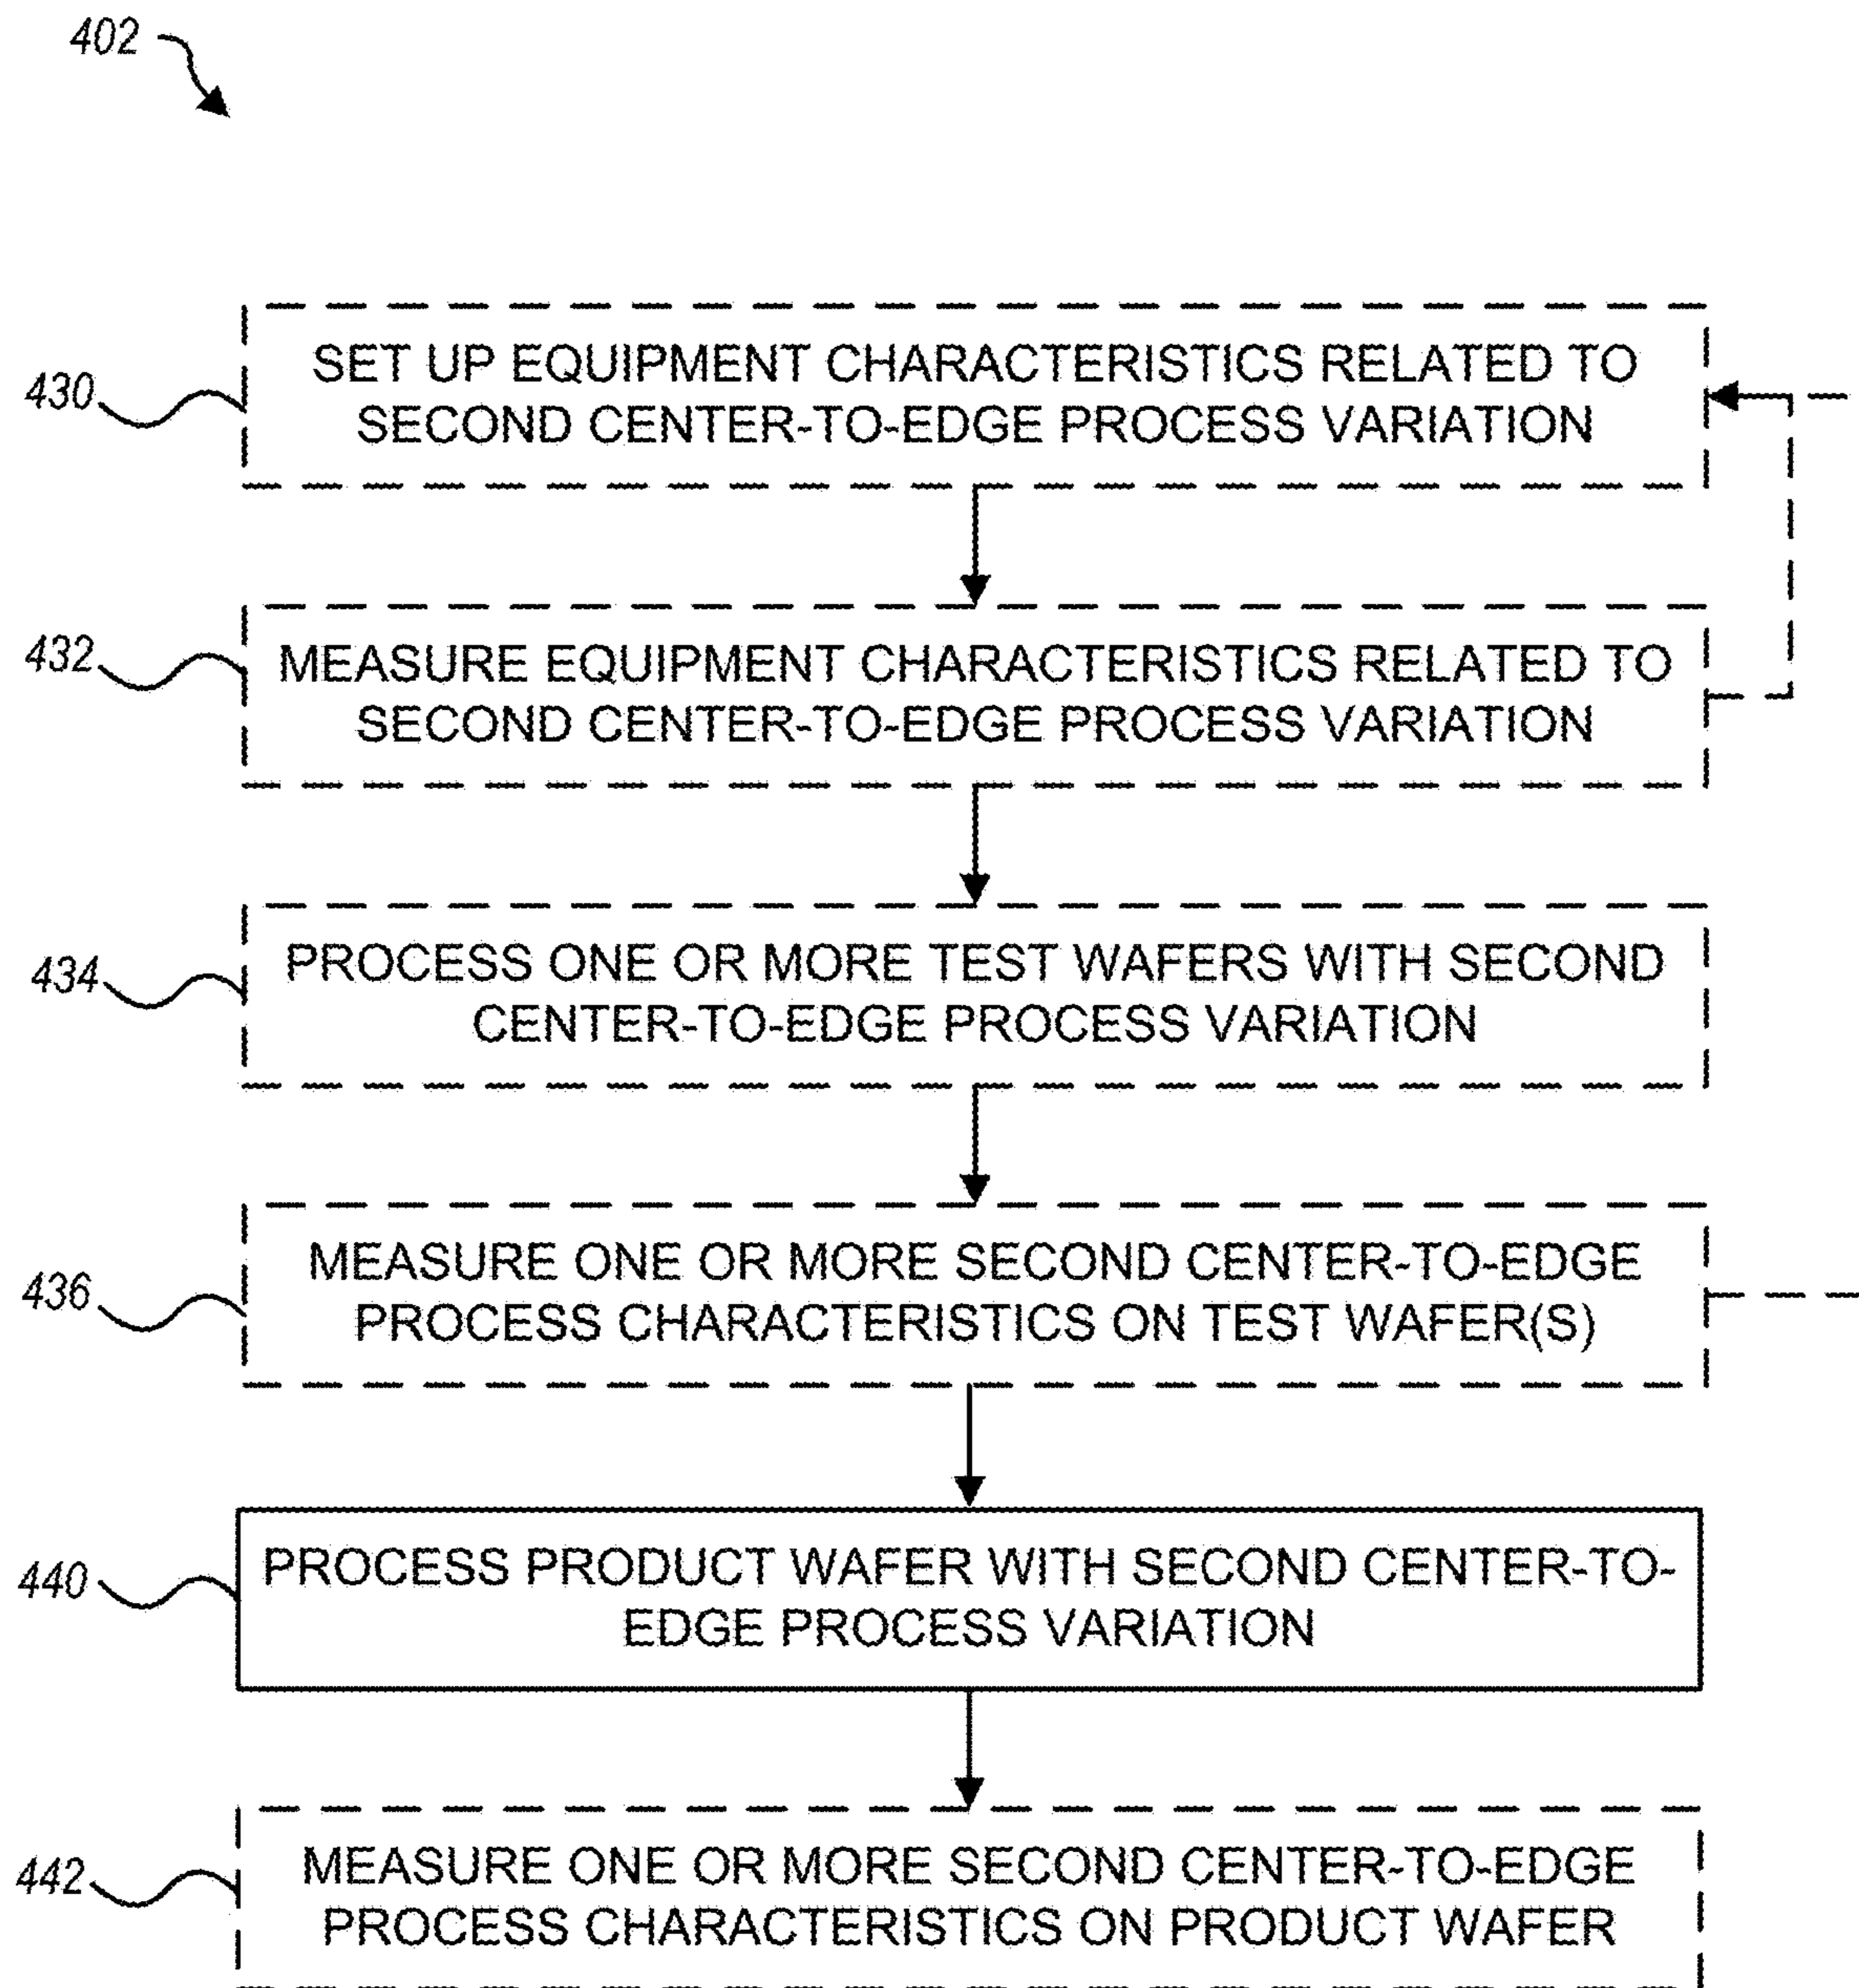 402
430
SET UP EQUIPMENT CHARACTERISTICS RELATED TO
SECOND CENTER-TO-EDGE PROCESS VARIATION
432
MEASURE EQUIPMENT CHARACTERISTICS RELATED TO
SECOND CENTER-TO-EDGE PROCESS VARIATION
434
PROCESS ONE OR MORE TEST WAFERS WITH SECOND
CENTER-TO-EDGE PROCESS VARIATION
436
MEASURE ONE OR MORE SECOND CENTER-TO-EDGE
PROCESS CHARACTERISTICS ON TEST WAFER(S)
440
PROCESS PRODUCT WAFER WITH SECOND CENTER-TO-
EDGE PROCESS VARIATION
442
MEASURE ONE OR MORE SECOND CENTER-TO-EDGE
PROCESS CHARACTERISTICS ON PRODUCT WAFER